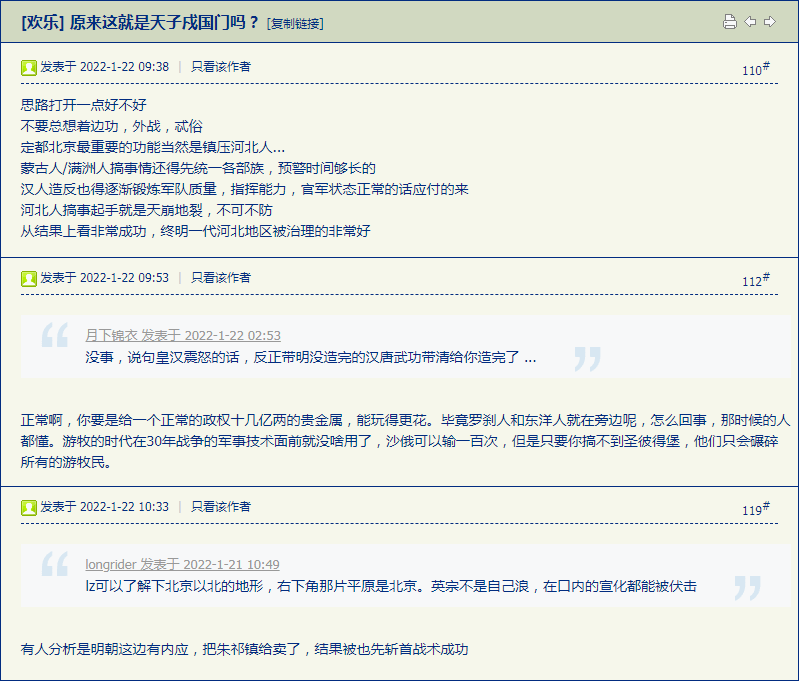 [欢乐] 原来这就是天子戍国门吗？ [复制链接]
发表于 2022-1-22 09:38 | 只看该作者 110#
思路打开一点好不好
不要总想着边功，外战，忒俗
定都北京最重要的功能当然是镇压河北人...
蒙古人/满洲人搞事情还得先统一各部族，预警时间够长的
汉人造反也得逐渐锻炼军队质量，指挥能力，官军状态正常的话应付的来
河北人搞事起手就是天崩地裂，不可不防
从结果上看非常成功，终明一代河北地区被治理的非常好
发表于 2022-1-22 09:53 | 只看该作者 112#
月下锦衣 发表于 2022-1-22 02:53
没事，说句皇汉震怒的话，反正带明没造完的汉唐武功带清给你造完了 ...
正常啊，你要是给一个正常的政权十几亿两的贵金属，能玩得更花。毕竟罗刹人和东洋人就在旁边呢，怎么回事，那时候的人
都懂。游牧的时代在30年战争的军事技术面前就没啥用了，沙俄可以输一百次，但是只要你搞不到圣彼得堡，他们只会碾碎
所有的游牧民。
发表于 2022-1-22 10:33 | 只看该作者 119#
longrider 发表于 2022-1-21 10:49
lz可以了解下北京以北的地形，右下角那片平原是北京。英宗不是自己浪，在口内的宣化都能被伏击
有人分析是明朝这边有内应，把朱祁镇给卖了，结果被也先斩首战术成功